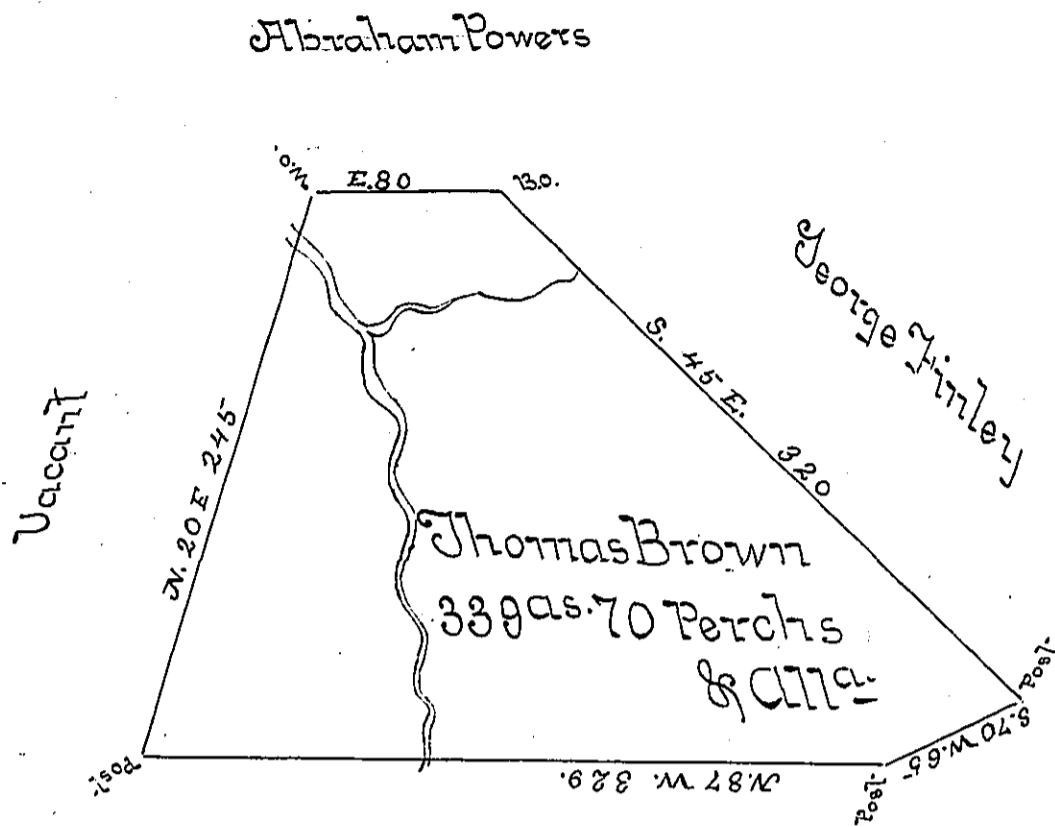 Abraham Powers
W.O.
E. 80
B.O.
George Finley
S. 45 E. 320
Vacant
N. 20 E 245
Thomas Brown
339 as. 70 Perchs
& Alla.
Post
S. 70 W. 65
Post
N. 87 W. 329.
Post